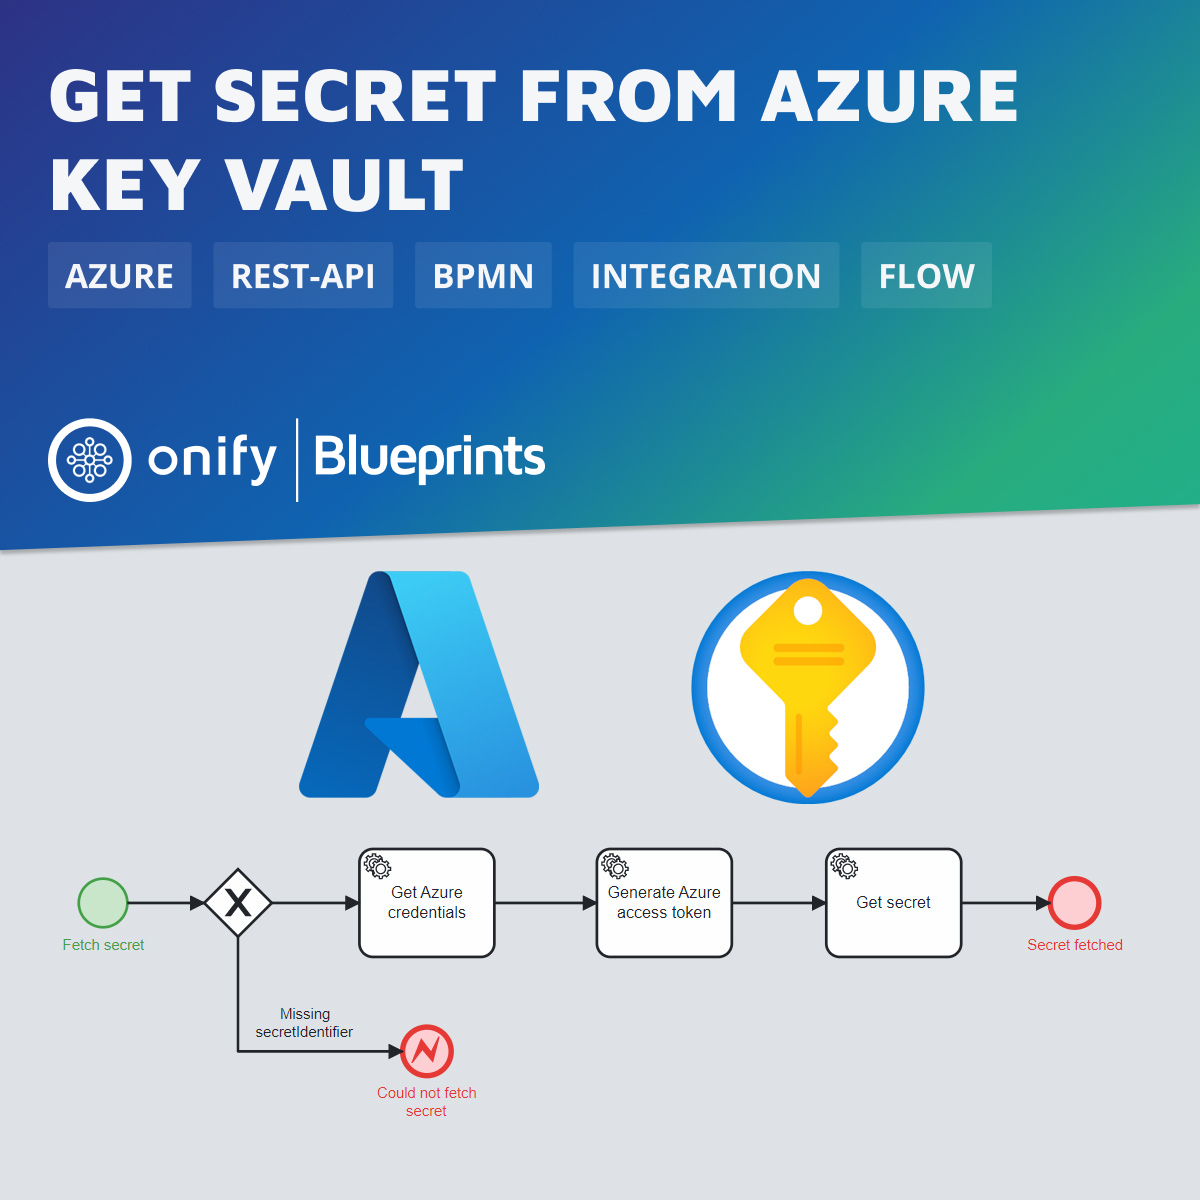 GET SECRET FROM AZURE
KEY VAULT
AZURE
REST-API
BPMN
INTEGRATION
FLOW
onify
Blueprints
Fetch secret
X
Get Azure
credentials
Generate Azure
access token
Get secret
Secret fetched
Missing
secretIdentifier
Could not fetch
secret